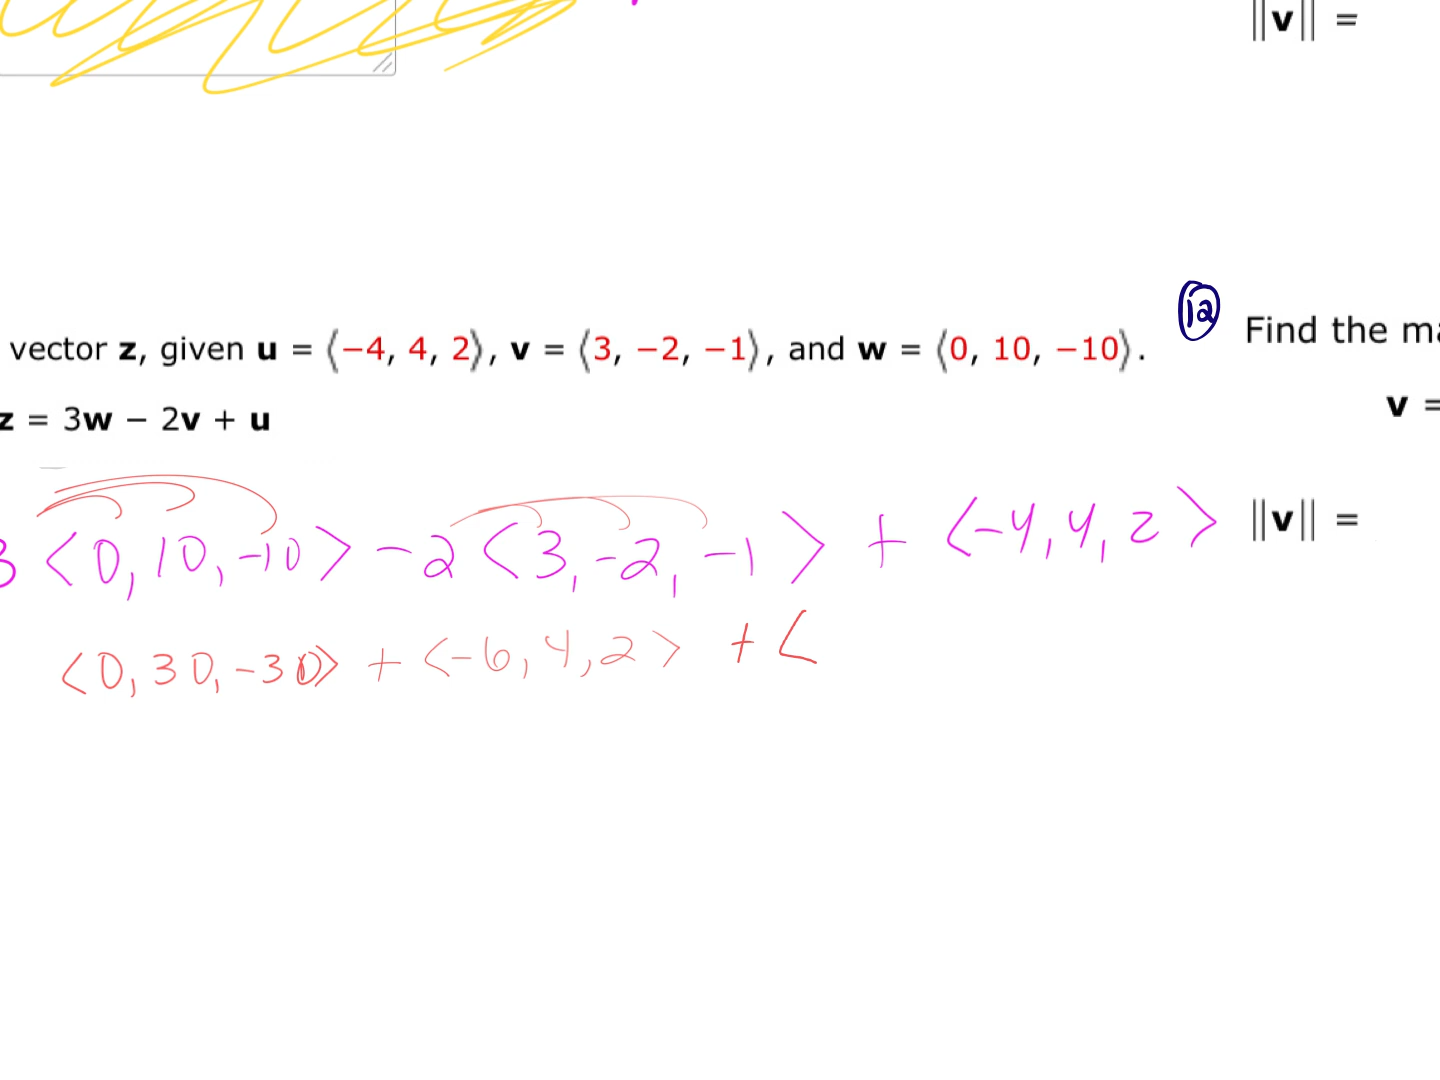 ||v|| =
vector z, given u = ⟨−4, 4, 2⟩, v = ⟨3, −2, −1⟩, and w = ⟨0, 10, −10⟩.
12 Find the ma
z = 3w − 2v + u
v =
3 <0, 10, -10> -2 <3, -2, -1> + <-4, 4, 2>
||v|| =
<0, 30, -30> + <-6, 4, 2> + <